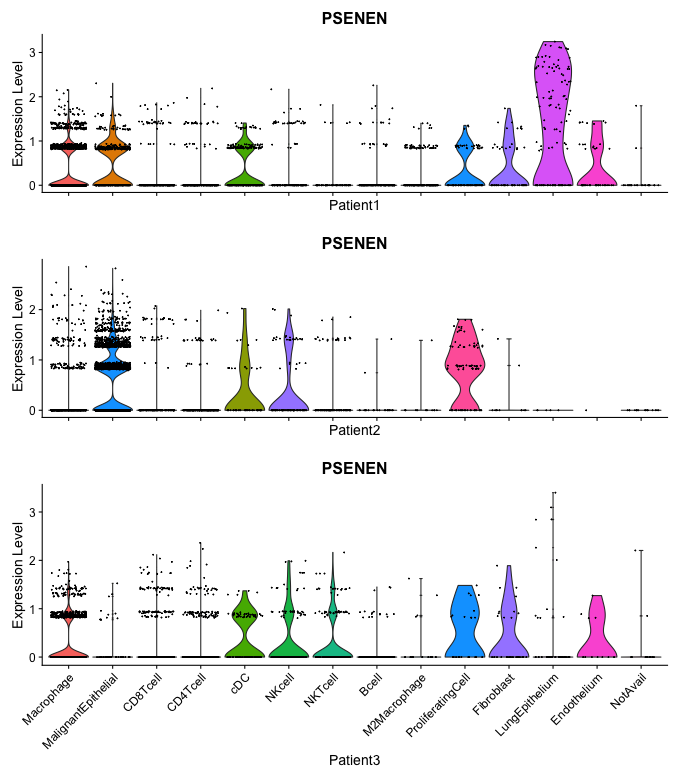 PSENEN
Expression Level
3
2
1
0
Patient1
PSENEN
Expression Level
2
1
0
Patient2
PSENEN
Expression Level
3
2
1
0
Macrophage
MalignantEpithelial
CD8Tcell
CD4Tcell
cDC
NKcell
NKTcell
Bcell
M2Macrophage
ProliferatingCell
Fibroblast
LungEpithelium
Endothelium
NotAvail
Patient3